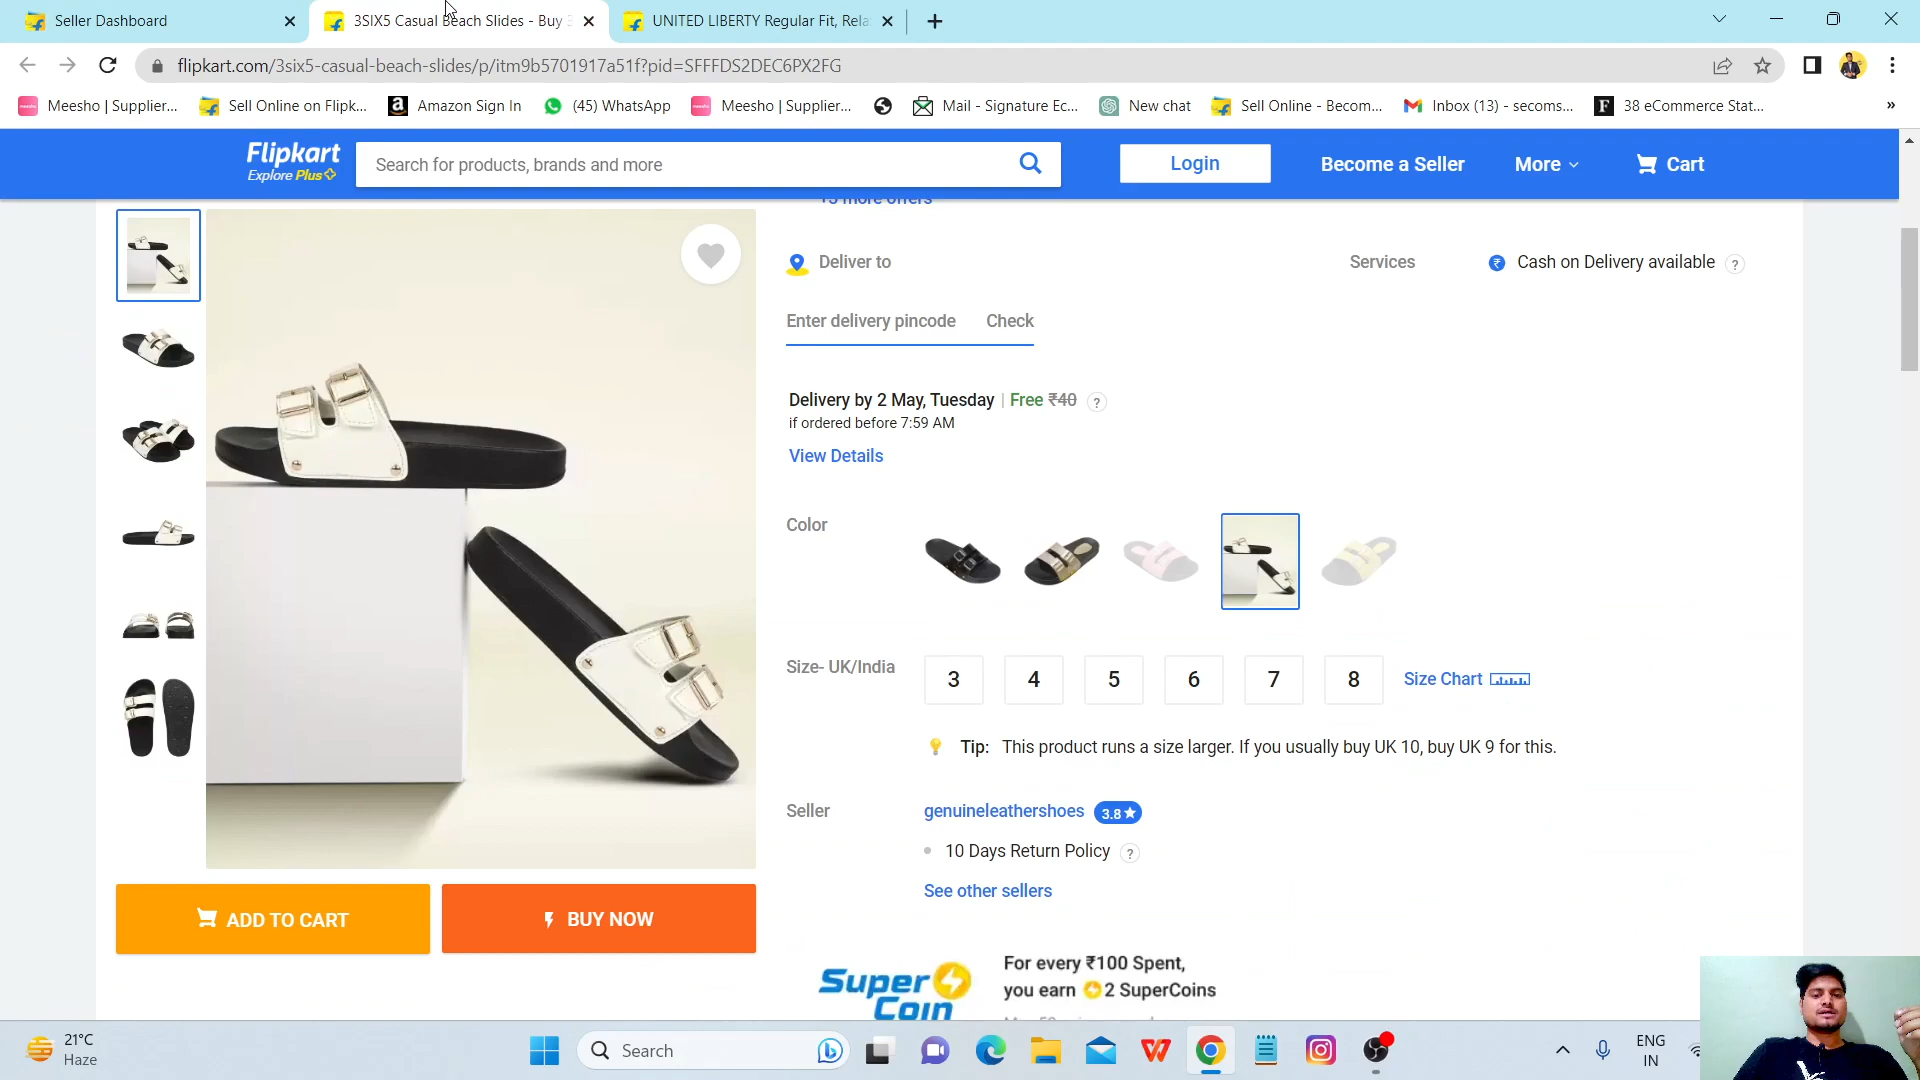 Seller Dashboard
3SIX5 Casual Beach Slides - Buy 3
UNITED LIBERTY Regular Fit, Rela
flipkart.com/3six5-casual-beach-slides/p/itm9b5701917a51f?pid=SFFFDS2DEC6PX2FG
Meesho | Supplier...
Sell Online on Flipk...
Amazon Sign In
(45) WhatsApp
Meesho | Supplier...
Mail - Signature Ec...
New chat
Sell Online - Becom...
Inbox (13) - secoms...
38 eCommerce Stat...
»
Flipkart
Explore Plus
Search for products, brands and more
Login
Become a Seller
More
Cart
+3 more offers
Deliver to
Services
₹ Cash on Delivery available ?
Enter delivery pincode
Check
Delivery by 2 May, Tuesday | Free ₹40 ?
if ordered before 7:59 AM
View Details
Color
Size- UK/India
3 4 5 6 7 8
Size Chart
Tip: This product runs a size larger. If you usually buy UK 10, buy UK 9 for this.
Seller
genuineleathershoes 3.8★
10 Days Return Policy ?
See other sellers
ADD TO CART
BUY NOW
SuperCoin
For every ₹100 Spent,
you earn 2 SuperCoins
21°C
Haze
Search
ENG
IN